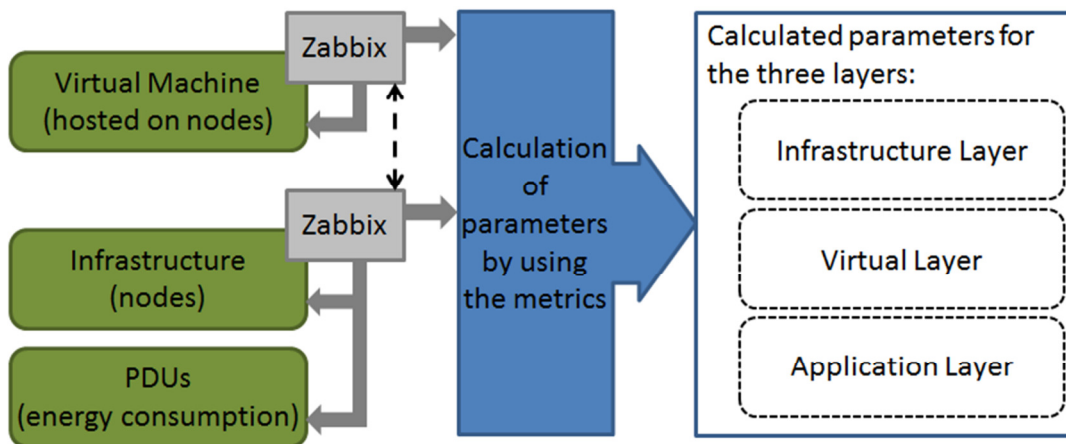 Zabbix
Virtual Machine
(hosted on nodes)
Zabbix
Infrastructure
(nodes)
PDUs
(energy consumption)
Calculation
of
parameters
by using
the metrics
Calculated parameters for
the three layers:
Infrastructure Layer
Virtual Layer
Application Layer